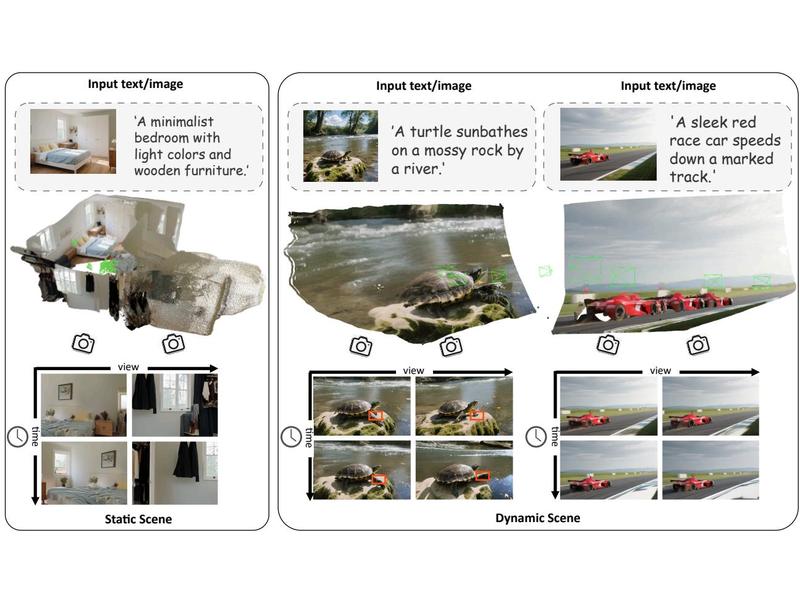 Input text/image
'A minimalist
bedroom with
light colors and
wooden furniture.'
view
time
Static Scene
Input text/image
'A turtle sunbathes
on a mossy rock by
a river.'
view
time
Input text/image
'A sleek red
race car speeds
down a marked
track.'
view
time
Dynamic Scene